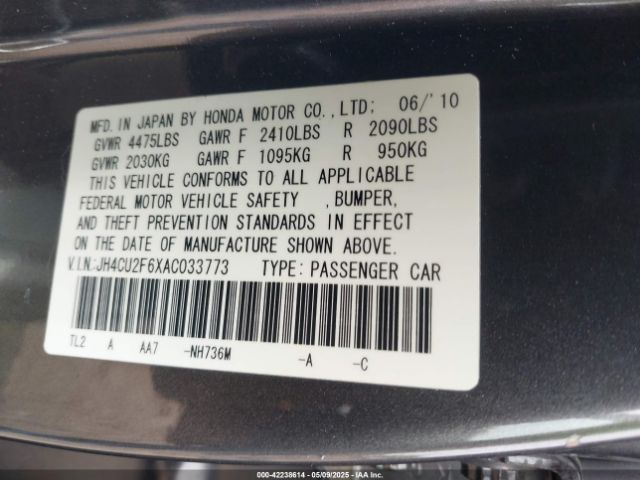 MFD. IN JAPAN BY HONDA MOTOR CO., LTD; 06/'10
GVWR 4475LBS GAWR F 2410LBS R 2090LBS
GVWR 2030KG GAWR F 1095KG R 950KG
THIS VEHICLE CONFORMS TO ALL APPLICABLE
FEDERAL MOTOR VEHICLE SAFETY ,BUMPER,
AND THEFT PREVENTION STANDARDS IN EFFECT
ON THE DATE OF MANUFACTURE SHOWN ABOVE.
V.I.N.:JH4CU2F6XAC033773 TYPE: PASSENGER CAR
TL2 A AA7 -NH736M -A -C
000-42238614 - 05/09/2025 - IAAI.COM